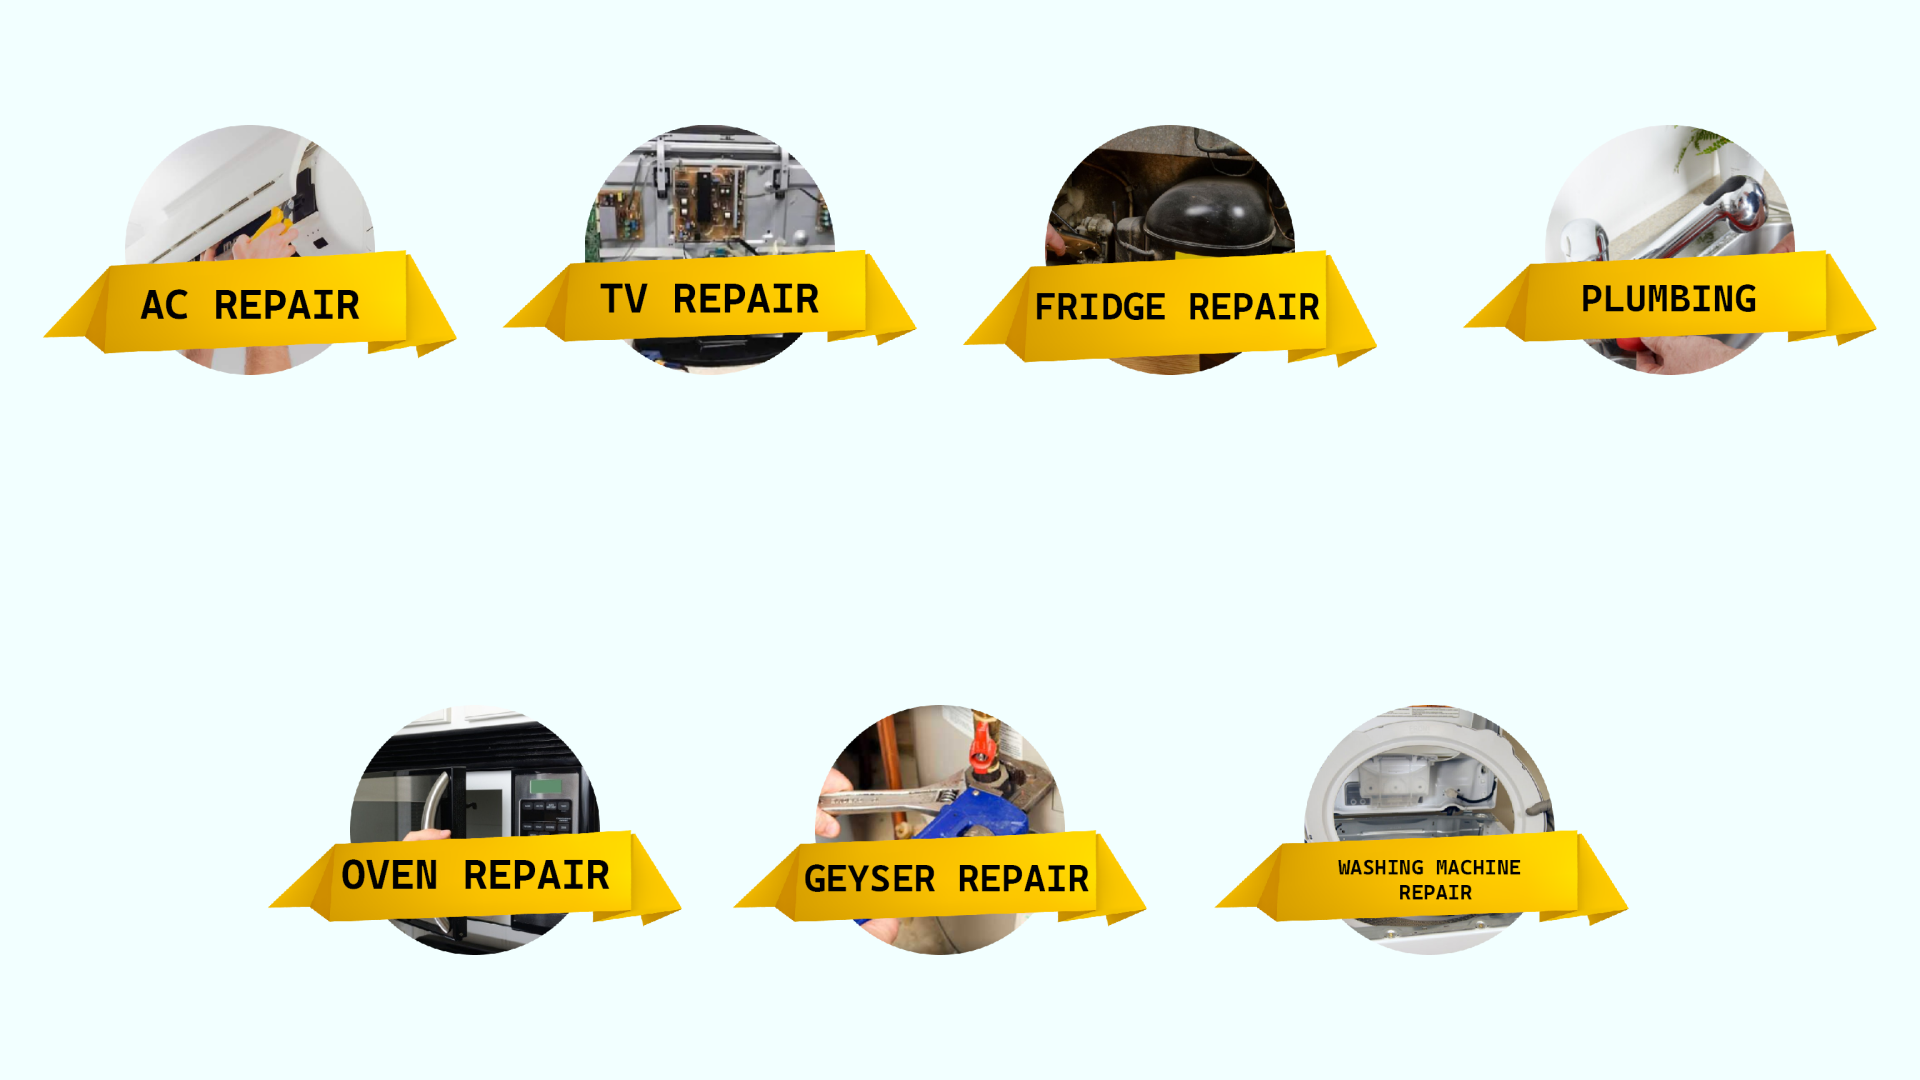 AC REPAIR
TV REPAIR
FRIDGE REPAIR
PLUMBING
OVEN REPAIR
GEYSER REPAIR
WASHING MACHINE
REPAIR